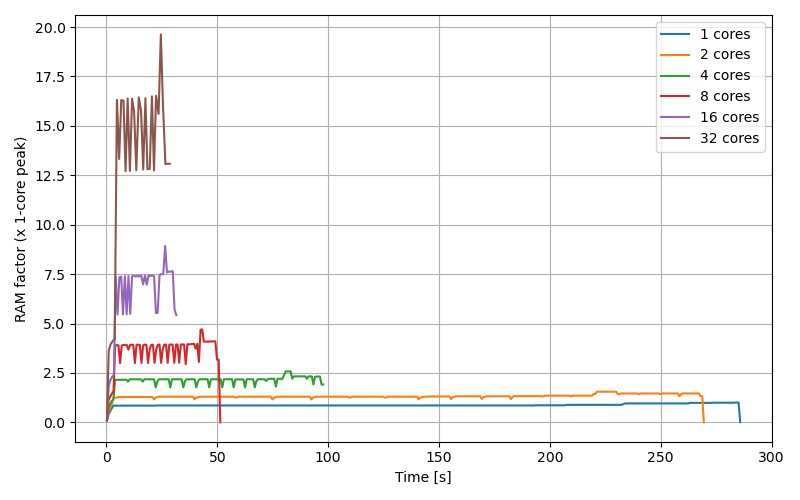 RAM factor (x 1-core peak)
20.0
17.5
15.0
12.5
10.0
7.5
5.0
2.5
0.0
1 cores
2 cores
4 cores
8 cores
16 cores
32 cores
0 50 100 150 200 250 300
Time [s]